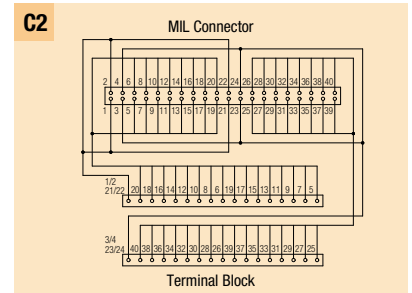 C2
MIL Connector
2 4 6 8 10 12 14 16 18 20 22 24 26 28 30 32 34 36 38 40
1 3 5 7 9 11 13 15 17 19 21 23 25 27 29 31 33 35 37 39
1/2
21/22 20 18 16 14 12 10 8 6 19 17 15 13 11 9 7 5
3/4
23/24 40 38 36 34 32 30 28 26 39 37 35 33 31 29 27 25
Terminal Block